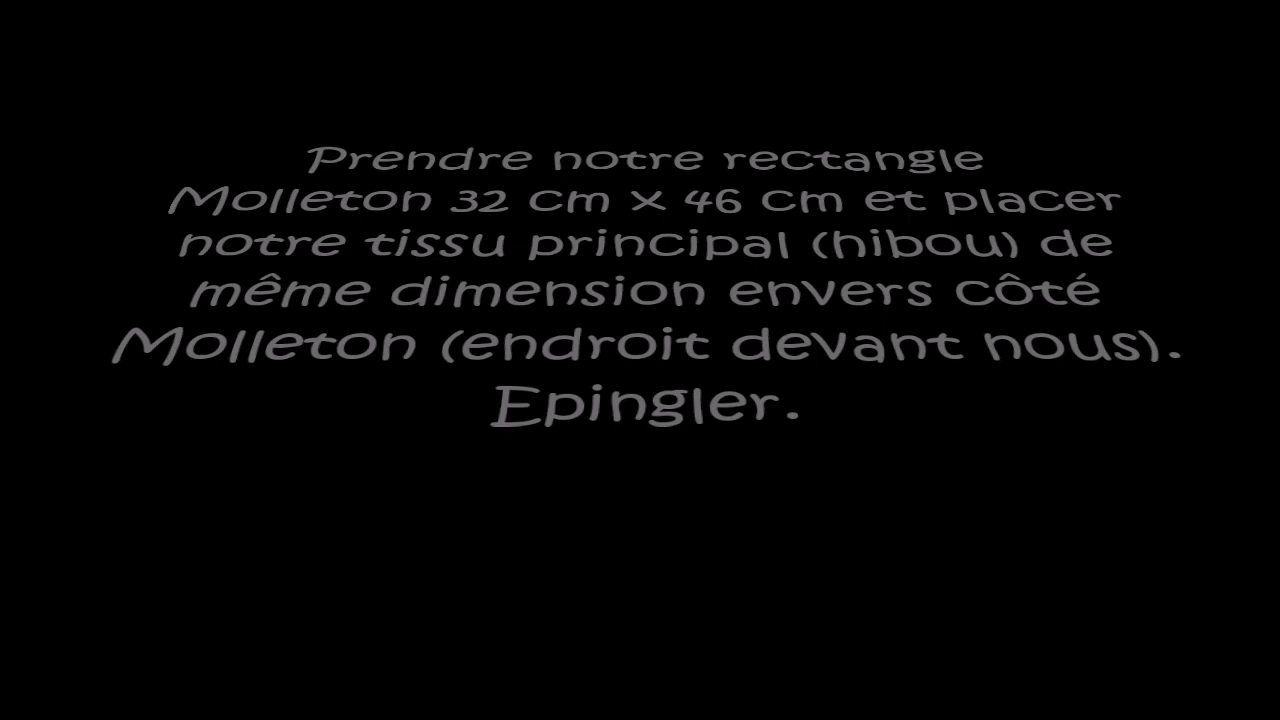 Prendre notre rectangle
Molleton 32 cm x 46 cm et placer
notre tissu principal (hibou) de
même dimension envers côté
Molleton (endroit devant nous).
Epingler.